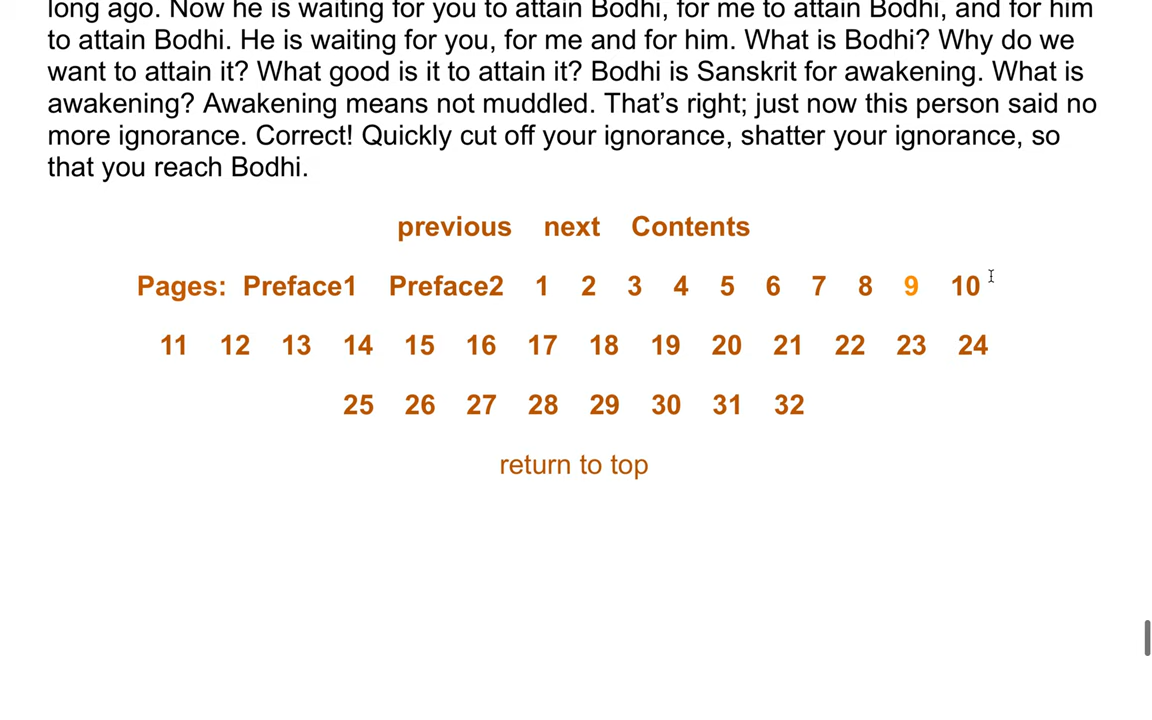 long ago. Now he is waiting for you to attain Bodhi, for me to attain Bodhi, and for him
to attain Bodhi. He is waiting for you, for me and for him. What is Bodhi? Why do we
want to attain it? What good is it to attain it? Bodhi is Sanskrit for awakening. What is
awakening? Awakening means not muddled. That’s right; just now this person said no
more ignorance. Correct! Quickly cut off your ignorance, shatter your ignorance, so
that you reach Bodhi.
previous next Contents
Pages: Preface1 Preface2 1 2 3 4 5 6 7 8 9 10
11 12 13 14 15 16 17 18 19 20 21 22 23 24
25 26 27 28 29 30 31 32
return to top